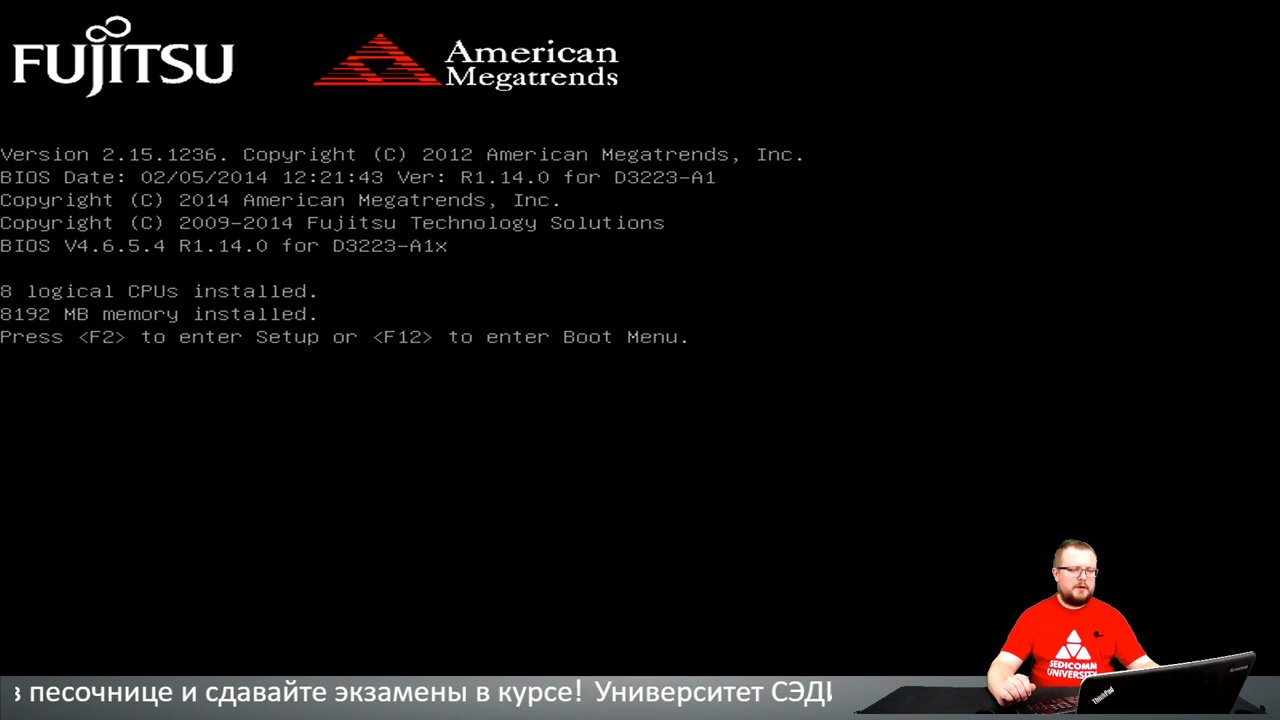 FUJITSU
American
Megatrends
Version 2.15.1236. Copyright (C) 2012 American Megatrends, Inc.
BIOS Date: 02/05/2014 12:21:43 Ver: R1.14.0 for D3223-A1
Copyright (C) 2014 American Megatrends, Inc.
Copyright (C) 2009-2014 Fujitsu Technology Solutions
BIOS V4.6.5.4 R1.14.0 for D3223-A1x
8 logical CPUs installed.
8192 MB memory installed.
Press <F2> to enter Setup or <F12> to enter Boot Menu.
SEDICOMM
UNIVERSITY
ThinkPad
в песочнице и сдавайте экзамены в курсе! Университет СЭДИ